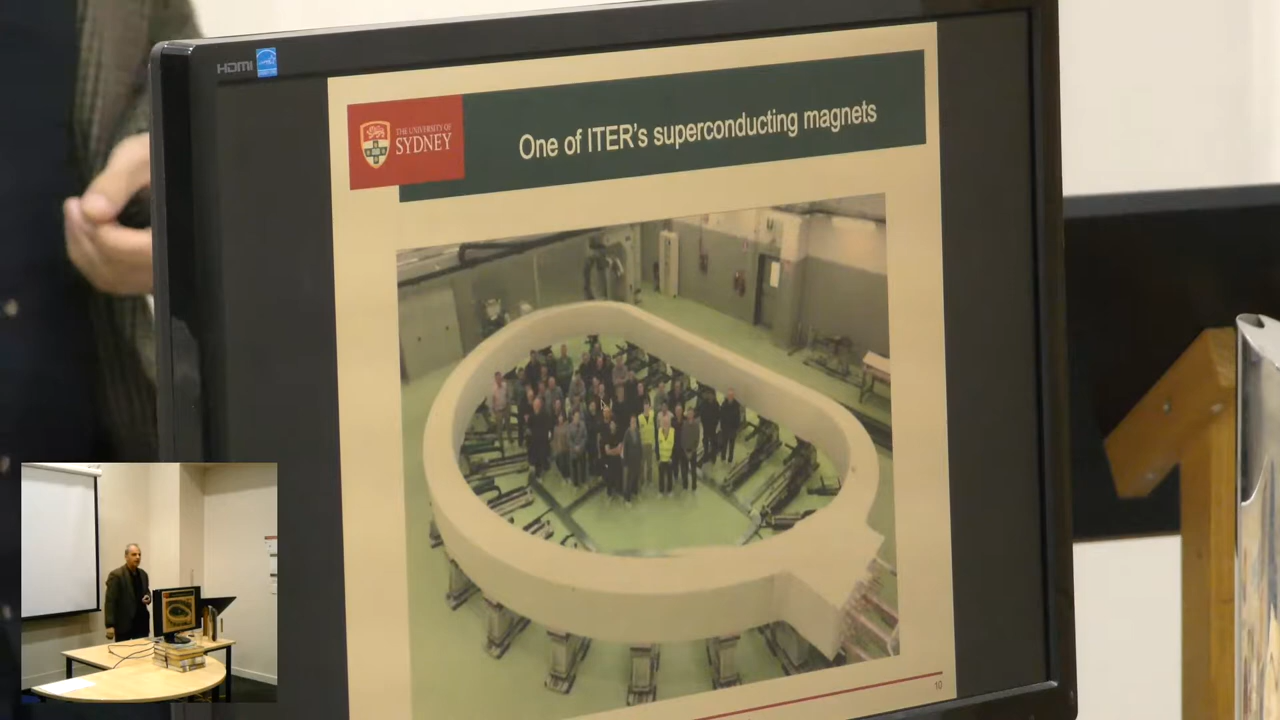 HDMI
THE UNIVERSITY OF
SYDNEY
One of ITER's superconducting magnets
10